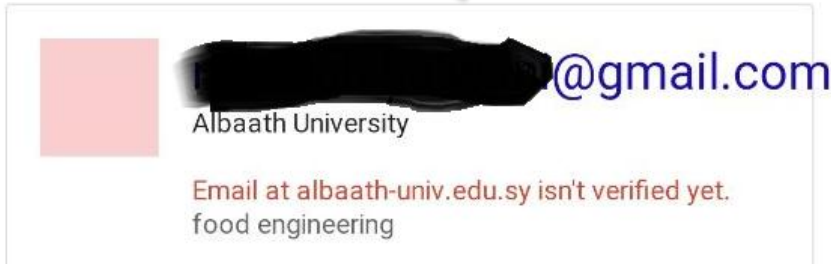 @gmail.com
Albaath University
Email at albaath-univ.edu.sy isn't verified yet.
food engineering